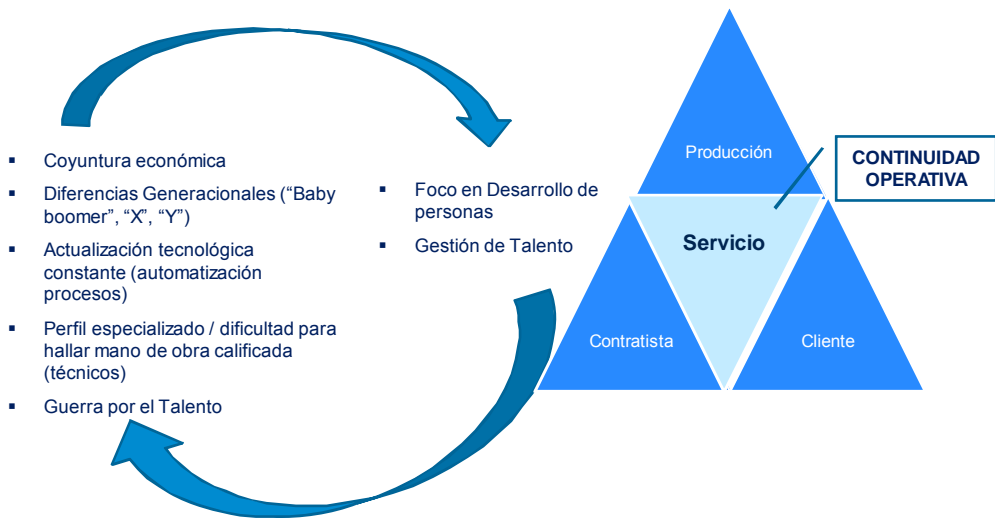 ▪ Coyuntura económica
▪ Diferencias Generacionales (“Baby
boomer”, “X”, “Y”)
▪ Actualización tecnológica
constante (automatización
procesos)
▪ Perfil especializado / dificultad para
hallar mano de obra calificada
(técnicos)
▪ Guerra por el Talento
▪ Foco en Desarrollo de
personas
▪ Gestión de Talento
Producción
CONTINUIDAD
OPERATIVA
Servicio
Contratista
Cliente